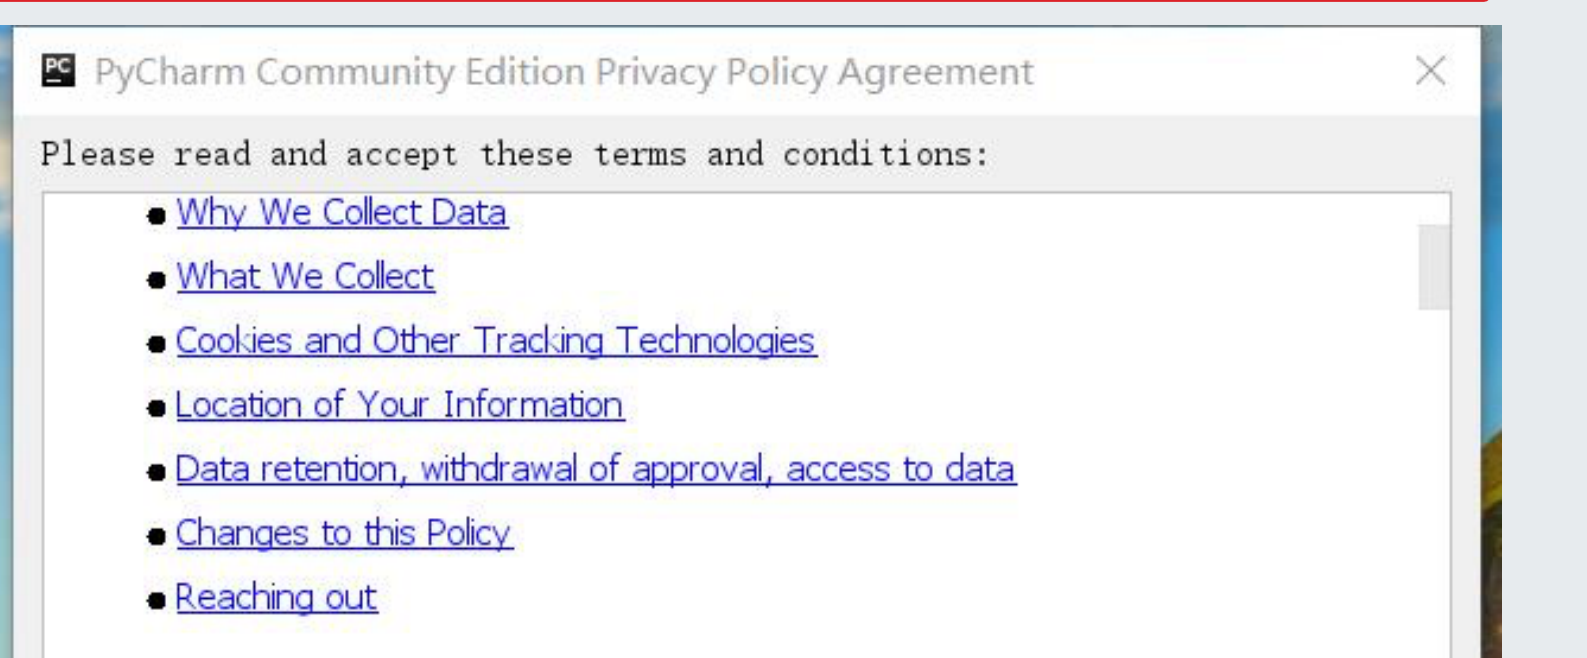 PC PyCharm Community Edition Privacy Policy Agreement
Please read and accept these terms and conditions:
Why We Collect Data
What We Collect
Cookies and Other Tracking Technologies
Location of Your Information
Data retention, withdrawal of approval, access to data
Changes to this Policy
Reaching out